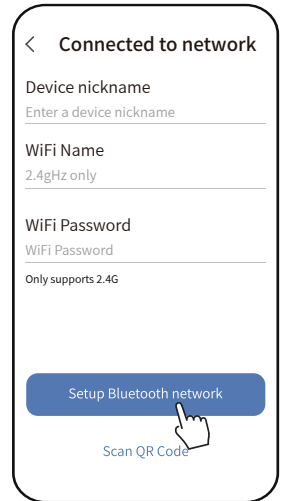 Connected to network
Device nickname
Enter a device nickname
WiFi Name
2.4gHz only
WiFi Password
WiFi Password
Only supports 2.4G
Setup Bluetooth network
Scan QR Code